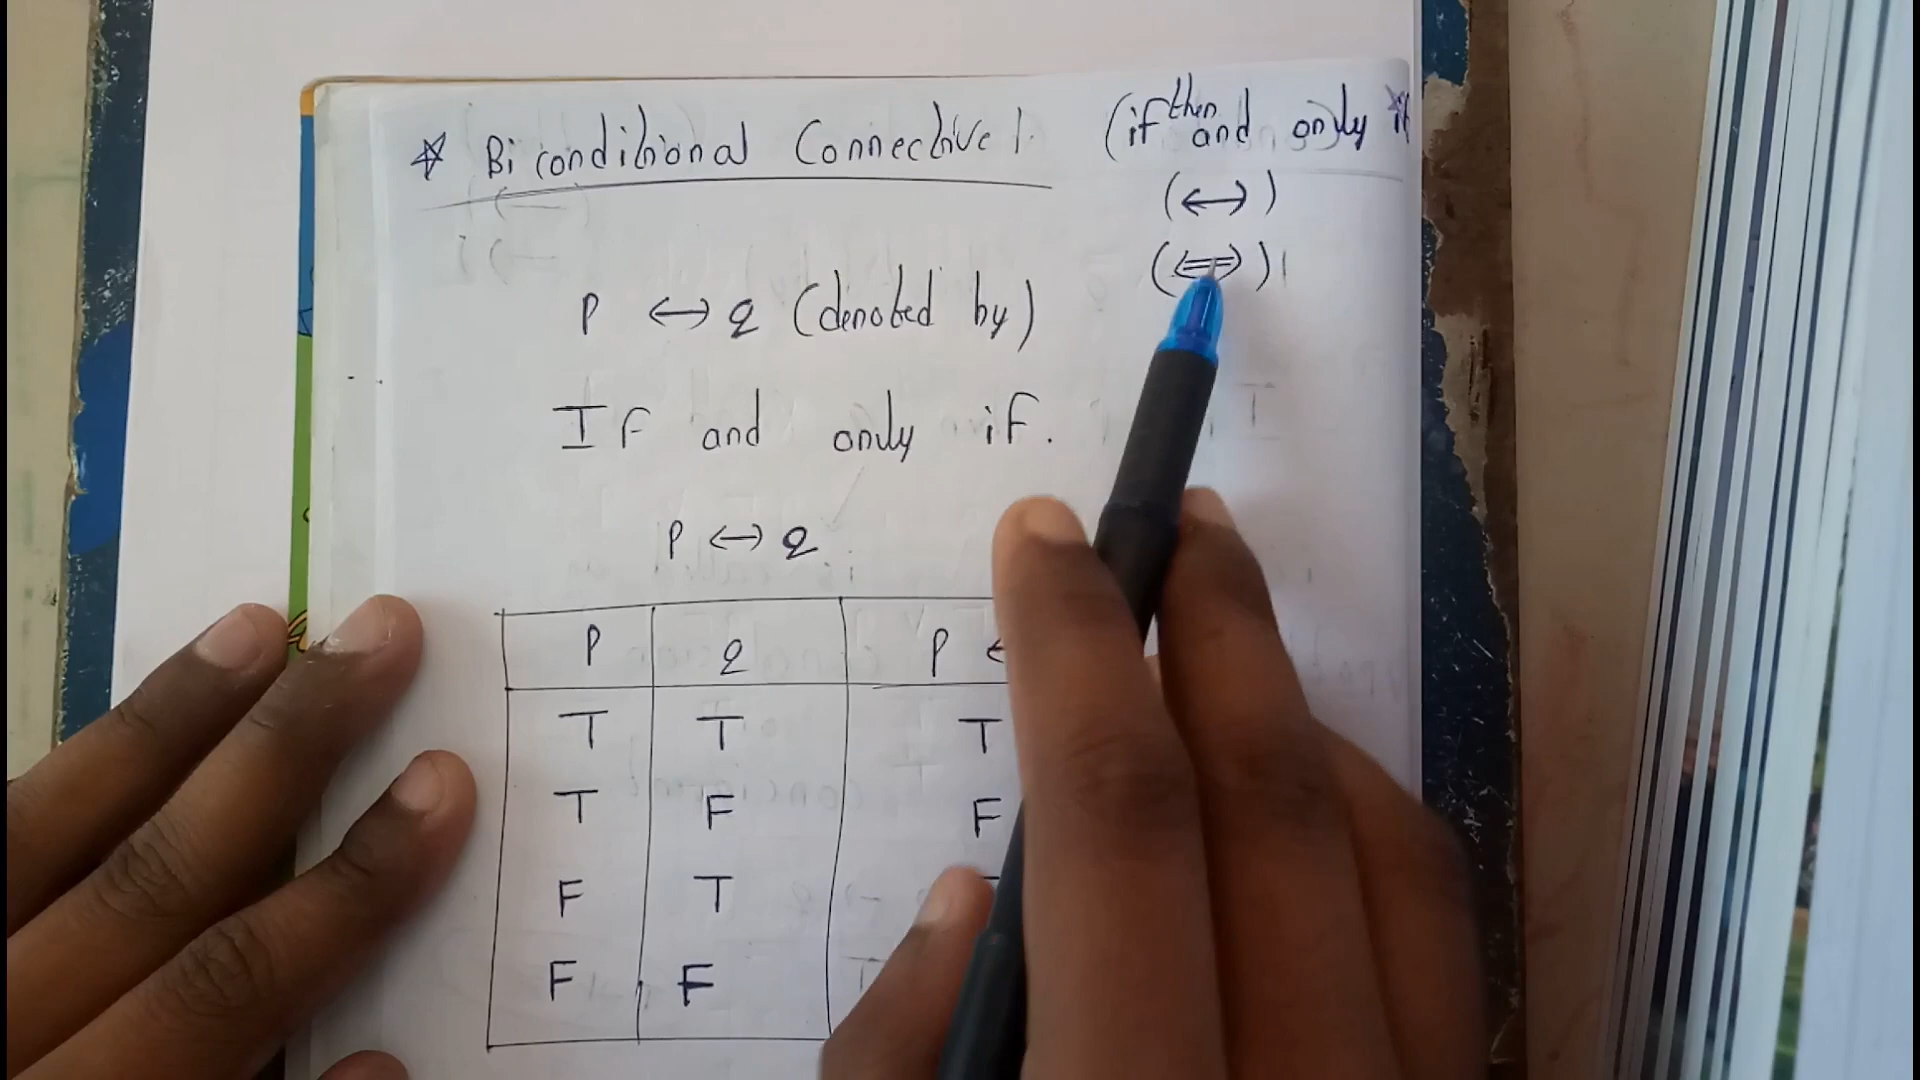 * Biconditional Connective :- (if then and only if
(↔)
(⇔)
P ↔ q (denoted by)
IF and only if.
P ↔ q
P q P
T T T
T F F
F T
F F